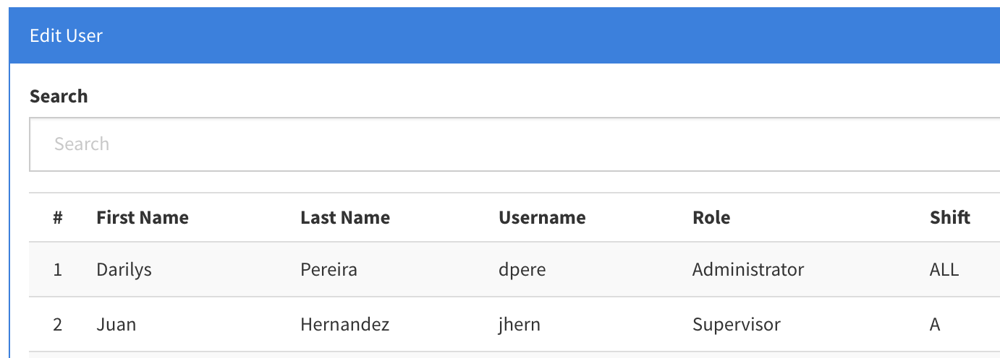 Edit User
Search
Search
# First Name Last Name Username Role Shift
1 Darilys Pereira dpere Administrator ALL
2 Juan Hernandez jhern Supervisor A